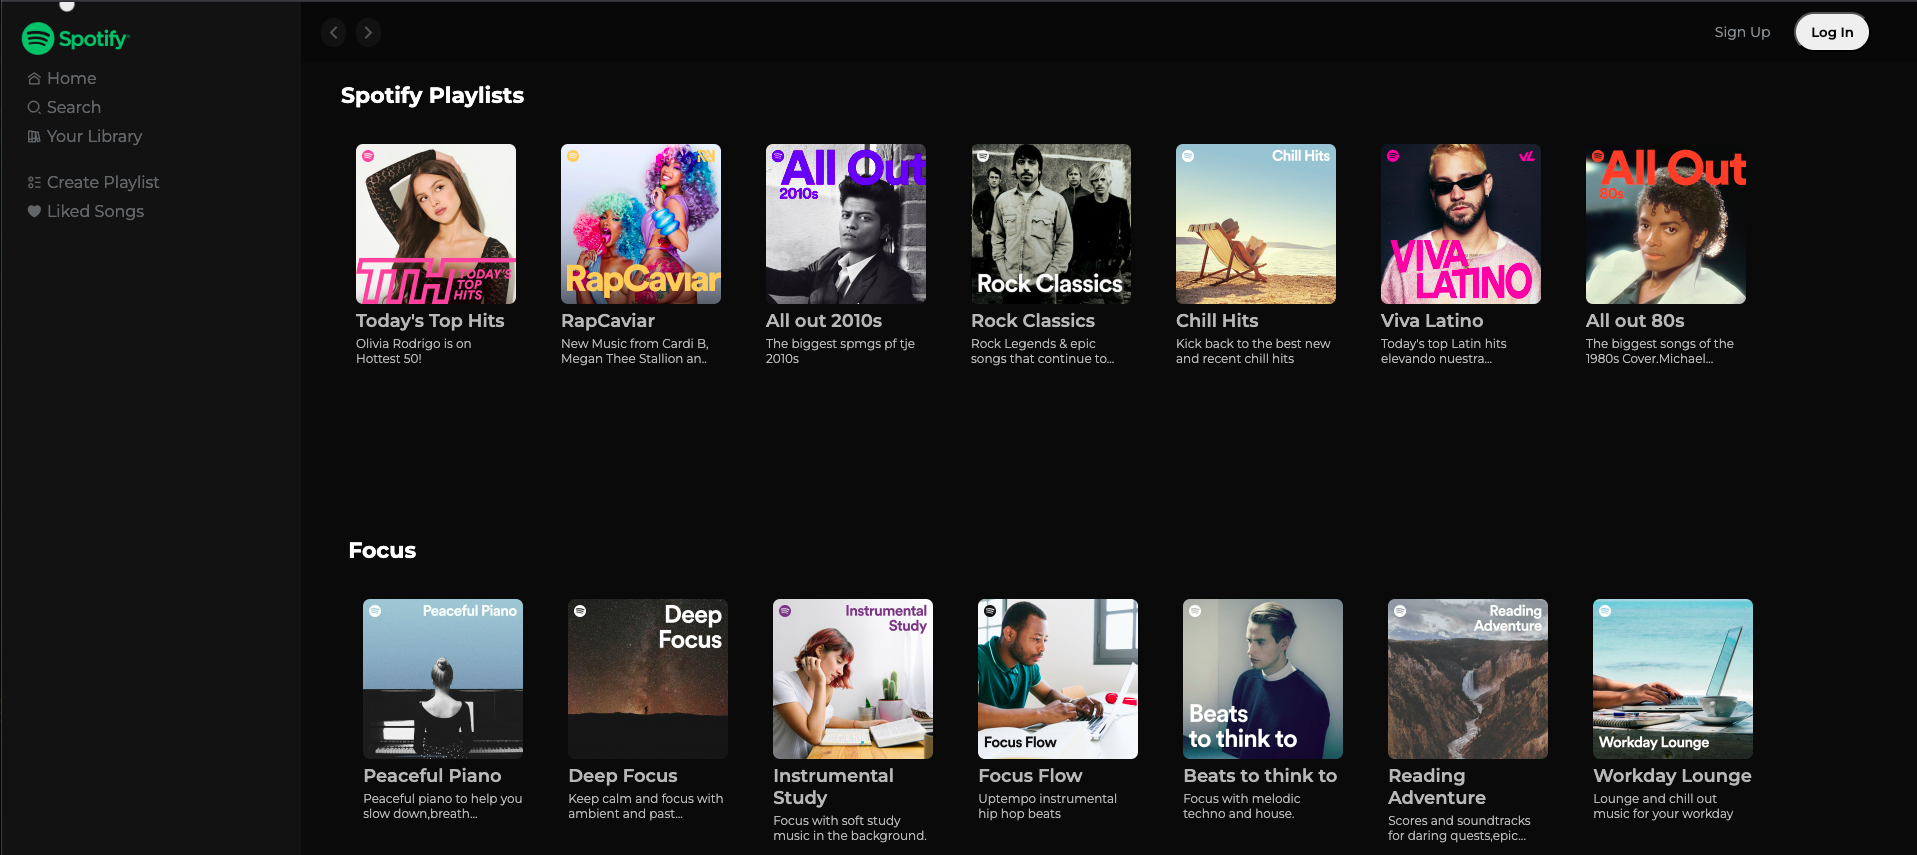 Spotify
Home
Search
Your Library
Create Playlist
Liked Songs
Sign Up
Log In
Spotify Playlists
TTH TODAY'S
TOP
HITS
Today's Top Hits
Olivia Rodrigo is on
Hottest 50!
RapCaviar
RapCaviar
New Music from Cardi B,
Megan Thee Stallion an..
All Out
2010s
All out 2010s
The biggest spmgs pf tje
2010s
Rock Classics
Rock Classics
Rock Legends & epic
songs that continue to...
Chill Hits
Chill Hits
Kick back to the best new
and recent chill hits
VL
VIVA
LATINO
Viva Latino
Today's top Latin hits
elevando nuestra...
All Out
80s
All out 80s
The biggest songs of the
1980s Cover.Michael...
Focus
Peaceful Piano
Peaceful Piano
Peaceful piano to help you
slow down,breath...
Deep
Focus
Deep Focus
Keep calm and focus with
ambient and past...
Instrumental
Study
Instrumental
Study
Focus with soft study
music in the background.
Focus Flow
Focus Flow
Uptempo instrumental
hip hop beats
Beats
to think to
Beats to think to
Focus with melodic
techno and house.
Reading
Adventure
Reading
Adventure
Scores and soundtracks
for daring quests,epic...
Workday Lounge
Workday Lounge
Lounge and chill out
music for your workday